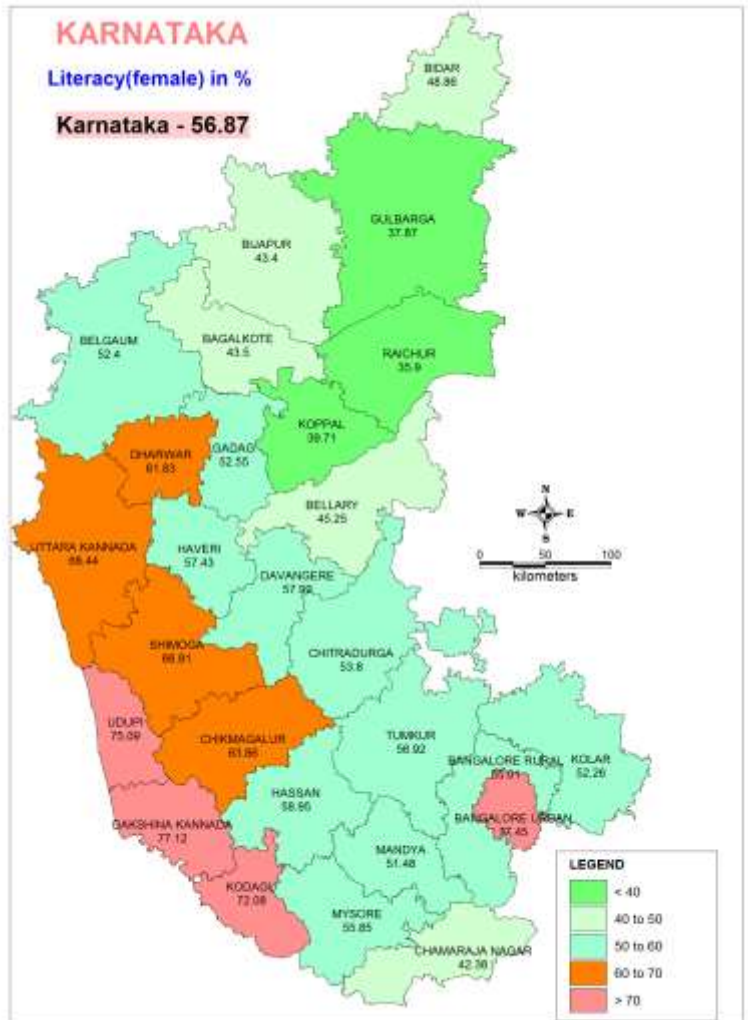 KARNATAKA
Literacy(female) in %
Karnataka - 56.87
BIDAR
48.86
GULBARGA
37.87
BIJAPUR
43.4
BAGALKOTE
43.5
BELGAUM
52.4
RAICHUR
35.9
KOPPAL
39.71
DHARWAR
61.83
GADAG
52.55
BELLARY
45.25
N
W
E
S
0 50 100
kilometers
UTTARA KANNADA
68.44
HAVERI
57.43
DAVANGERE
SHIMOGA
66.91
CHITRADURGA
53.8
UDUPI
75.09
CHIKMAGALUR
63.86
TUMKUR
56.92
BANGALORE RURAL
KOLAR
52.26
HASSAN
58.95
DAKSHINA KANNADA
77.12
BANGALORE URBAN
MANDYA
51.48
KODAGU
72.08
MYSORE
55.85
CHAMARAJA NAGAR
42.38
LEGEND
< 40
40 to 50
50 to 60
60 to 70
> 70